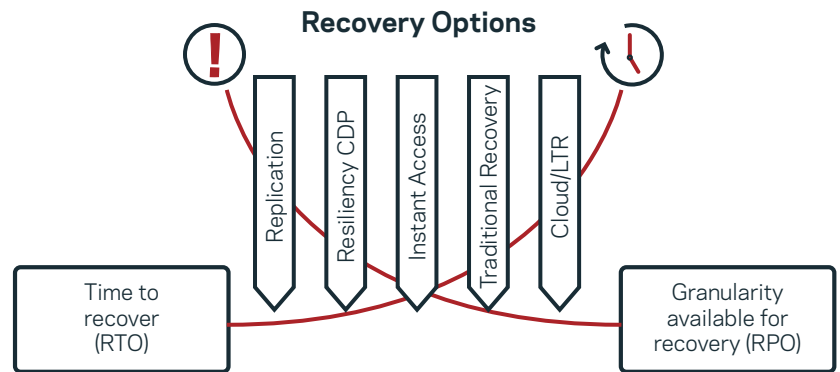 Recovery Options
!
Replication
Resiliency CDP
Instant Access
Traditional Recovery
Cloud/LTR
Time to
recover
(RTO)
Granularity
available for
recovery (RPO)